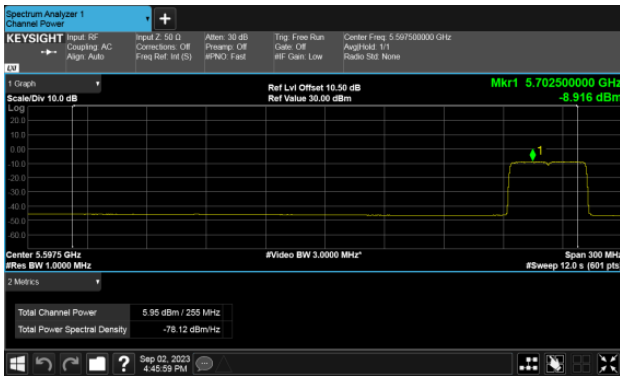 Spectrum Analyzer 1
Channel Power
+
KEYSIGHT Input: RF Input Z: 50 Ω Atten: 30 dB Trig: Free Run Center Freq: 5.597500000 GHz
Coupling: AC Corrections: Off Preamp: Off Gate: Off Avg|Hold: 1/1
Align: Auto Freq Ref: Int (S) #PNO: Fast #IF Gain: Low Radio Std: None
LXI
1 Graph
Scale/Div 10.0 dB
Ref Lvl Offset 10.50 dB
Ref Value 30.00 dBm
Mkr1 5.702500000 GHz
-8.916 dBm
Log
20.0
10.0
0.00
-10.0
-20.0
-30.0
-40.0
-50.0
-60.0
1
Center 5.5975 GHz #Video BW 3.0000 MHz* Span 300 MHz
#Res BW 1.0000 MHz #Sweep 12.0 s (601 pts)
2 Metrics
Total Channel Power 5.95 dBm / 255 MHz
Total Power Spectral Density -78.12 dBm/Hz
?
Sep 02, 2023
4:45:59 PM